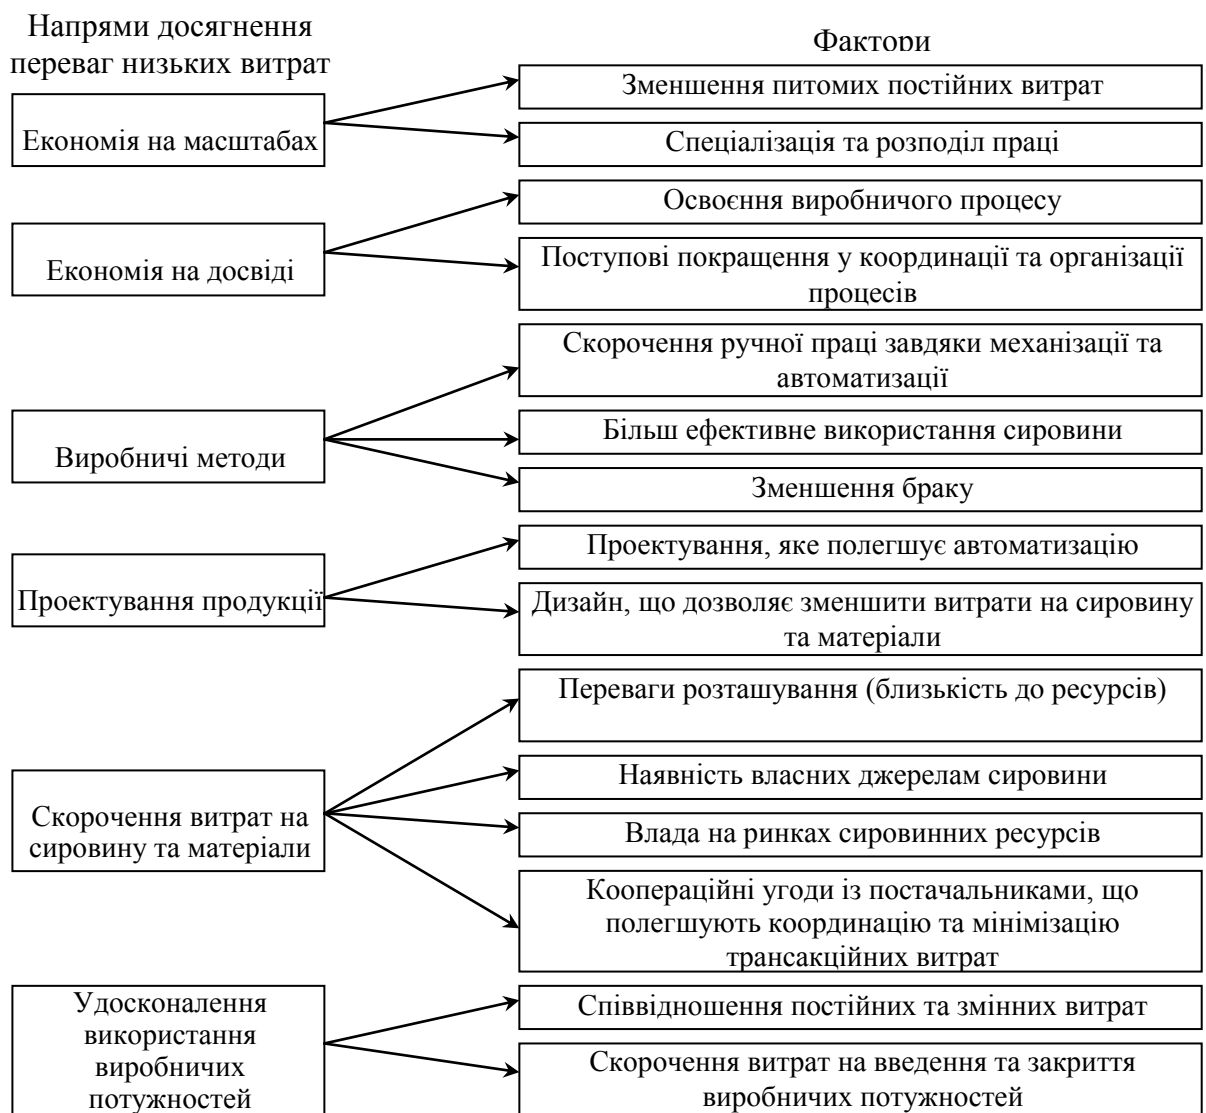 Напрями досягнення
переваг низьких витрат
Фактори
Економія на масштабах
Зменшення питомих постійних витрат
Спеціалізація та розподіл праці
Економія на досвіді
Освоєння виробничого процесу
Поступові покращення у координації та організації
процесів
Виробничі методи
Скорочення ручної праці завдяки механізації та
автоматизації
Більш ефективне використання сировини
Зменшення браку
Проектування продукції
Проектування, яке полегшує автоматизацію
Дизайн, що дозволяє зменшити витрати на сировину
та матеріали
Скорочення витрат на
сировину та матеріали
Переваги розташування (близькість до ресурсів)
Наявність власних джерелам сировини
Влада на ринках сировинних ресурсів
Коопераційні угоди із постачальниками, що
полегшують координацію та мінімізацію
трансакційних витрат
Удосконалення
використання
виробничих
потужностей
Співвідношення постійних та змінних витрат
Скорочення витрат на введення та закриття
виробничих потужностей